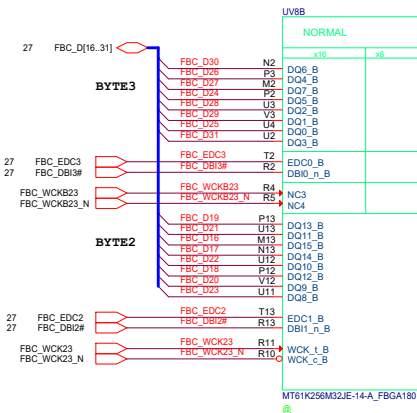 UV8B
NORMAL
x16 x8
27 FBC_D[16..31]
BYTE3
FBC_D30 N2 DQ6_B
FBC_D26 P3 DQ4_B
FBC_D27 M2 DQ7_B
FBC_D24 P2 DQ5_B
FBC_D28 U3 DQ2_B
FBC_D29 V3 DQ1_B
FBC_D25 U4 DQ0_B
FBC_D31 U2 DQ3_B
27 FBC_EDC3 FBC_EDC3 T2 EDC0_B
27 FBC_DBI3# FBC_DBI3# R2 DBI0_n_B
FBC_WCKB23 FBC_WCKB23 R4 NC3
FBC_WCKB23_N FBC_WCKB23_N R5 NC4
BYTE2
FBC_D19 P13 DQ13_B
FBC_D21 U13 DQ11_B
FBC_D16 M13 DQ15_B
FBC_D17 N13 DQ14_B
FBC_D22 U12 DQ10_B
FBC_D18 P12 DQ12_B
FBC_D20 V12 DQ9_B
FBC_D23 U11 DQ8_B
27 FBC_EDC2 FBC_EDC2 T13 EDC1_B
27 FBC_DBI2# FBC_DBI2# R13 DBI1_n_B
FBC_WCK23 FBC_WCK23 R11 WCK_t_B
FBC_WCK23_N FBC_WCK23_N R10 WCK_c_B
MT61K256M32JE-14-A_FBGA180
@